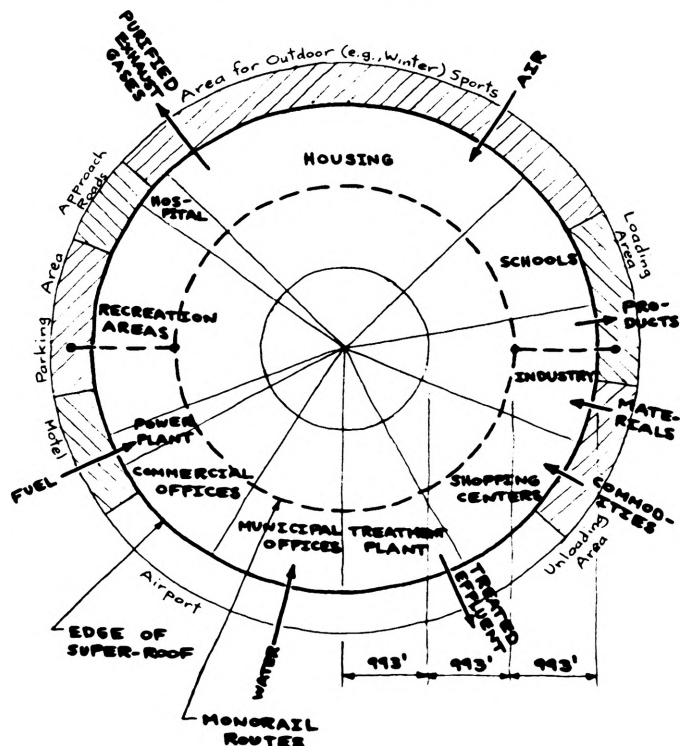 PURIFIED
EXHAUST
GASES
Area for Outdoor (e.g., Winter) Sports
AIR
HOUSING
Approach
Roads
HOS-
PITAL
Loading
Area
SCHOOLS
Parking Area
RECREATION
AREAS
PRO-
DUCTS
INDUSTRY
MATE-
RIALS
Motel
POWER
PLANT
FUEL
COMMERCIAL
OFFICES
SHOPPING
CENTERS
COMMOD-
ITIES
MUNICIPAL
OFFICES
TREATMENT
PLANT
Unloading
Area
Airport
TREATED
EFFLUENT
WATER
EDGE OF
SUPER-ROOF
993'
993'
993'
MONORAIL
ROUTES